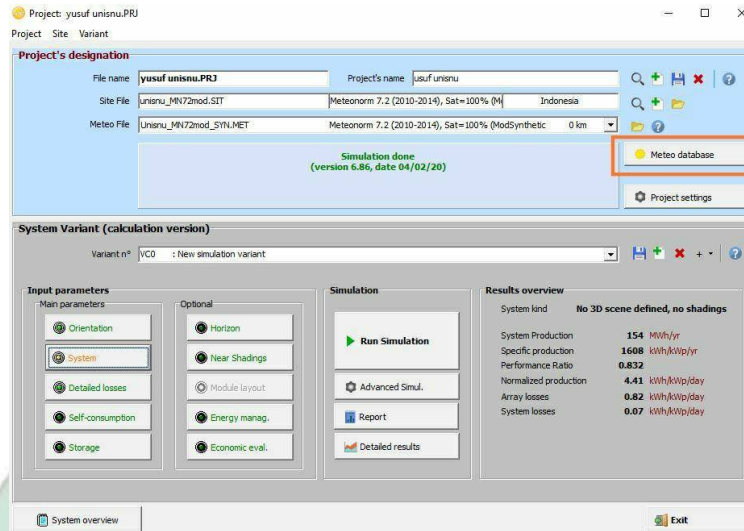 Project: yusuf unisnu.PRJ
Project Site Variant
Project's designation
File name yusuf unisnu.PRJ Project's name usuf unisnu
Site File unisnu_MN72mod.SIT Meteonorm 7.2 (2010-2014), Sat=100% (M Indonesia
Meteo File Unisnu_MN72mod_SYN.MET Meteonorm 7.2 (2010-2014), Sat=100% (ModSynthetic 0 km
Simulation done
(version 6.86, date 04/02/20)
Meteo database
Project settings
System Variant (calculation version)
Variant n° VC0 : New simulation variant
Input parameters
Main parameters
Orientation
System
Detailed losses
Self-consumption
Storage
Optional
Horizon
Near Shadings
Module layout
Energy manag.
Economic eval.
Simulation
Run Simulation
Advanced Simul.
Report
Detailed results
Results overview
System kind No 3D scene defined, no shadings
System Production 154 MWh/yr
Specific production 1608 kWh/kWp/yr
Performance Ratio 0.832
Normalized production 4.41 kWh/kWp/day
Array losses 0.82 kWh/kWp/day
System losses 0.07 kWh/kWp/day
System overview
Exit